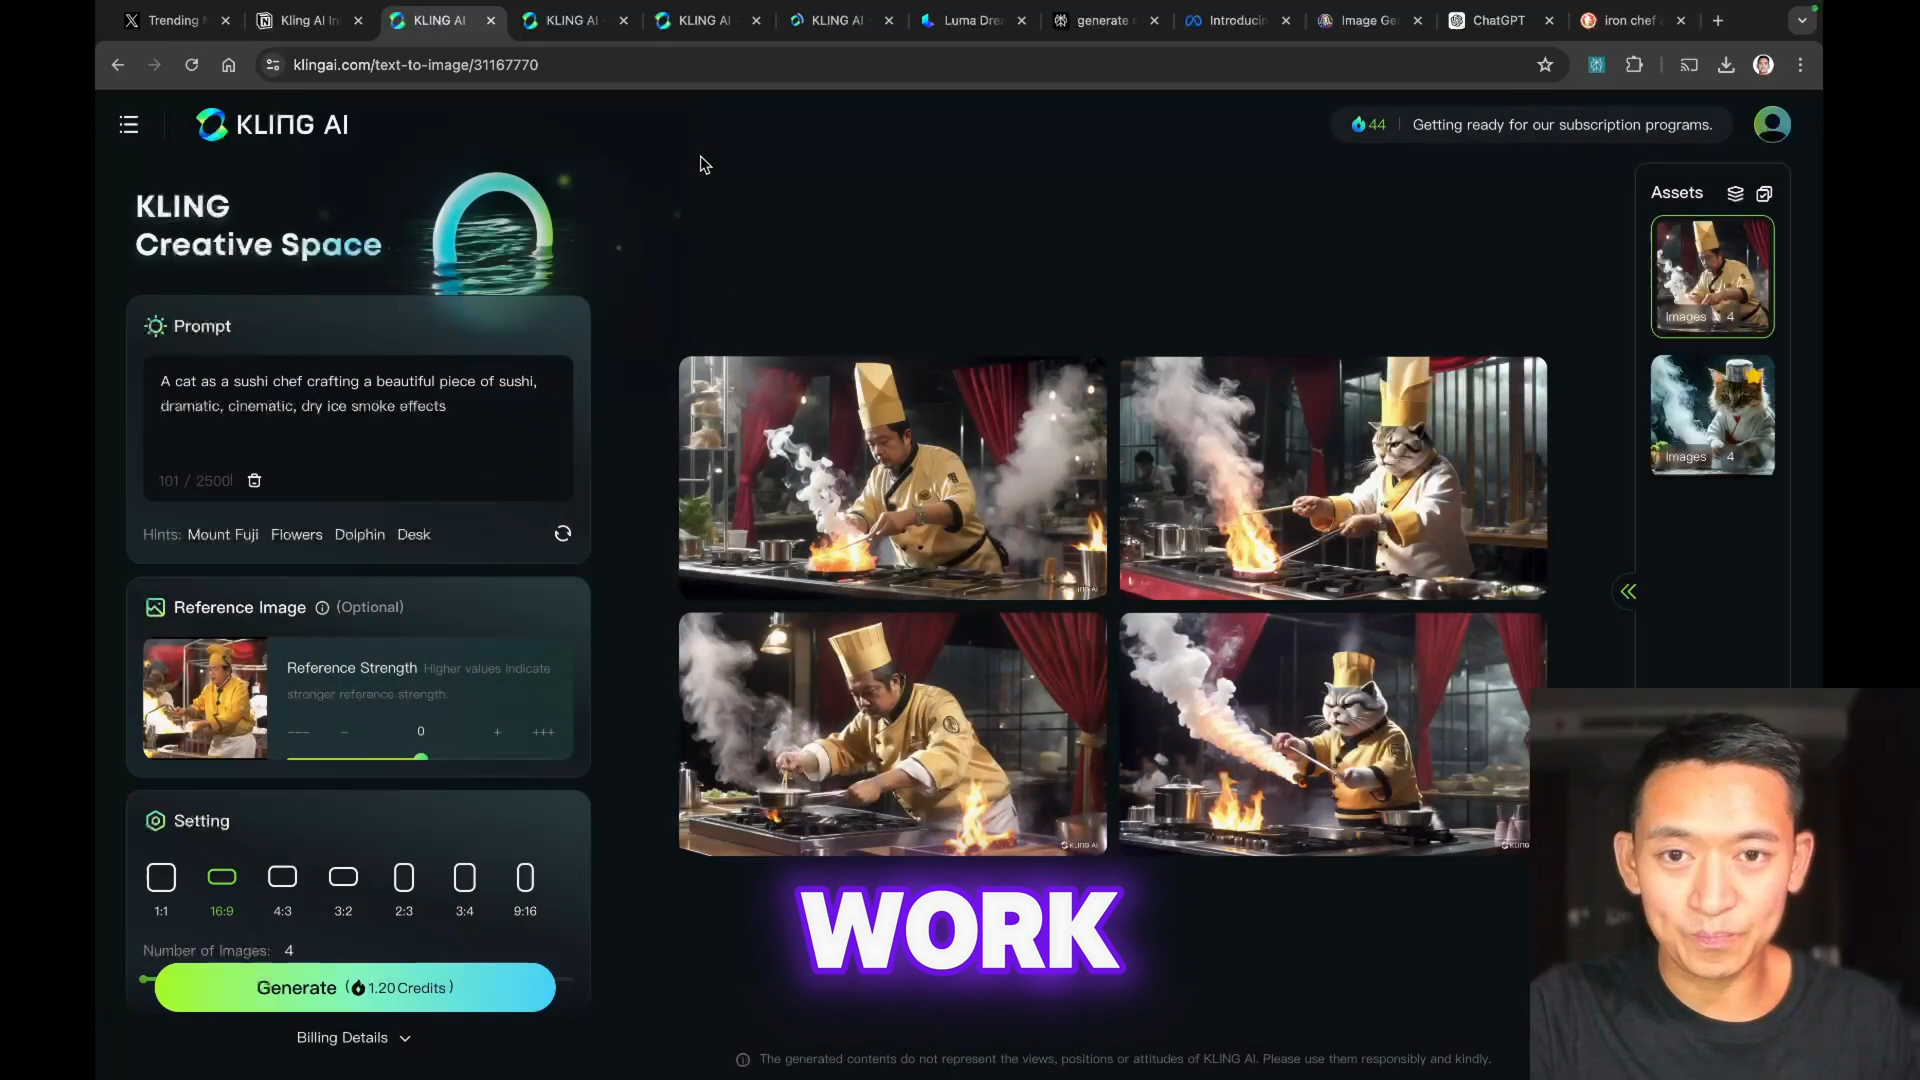 Trending
Kling AI In
KLING AI
KLING AI
KLING AI
KLING AI
Luma Dre
generate
Introducin
Image Ge
ChatGPT
iron chef
klingai.com/text-to-image/31167770
KLING AI
44
Getting ready for our subscription programs.
KLING
Creative Space
Assets
Images 4
Images 4
Prompt
A cat as a sushi chef crafting a beautiful piece of sushi,
dramatic, cinematic, dry ice smoke effects
101 / 2500
Hints: Mount Fuji Flowers Dolphin Desk
Reference Image (Optional)
Reference Strength Higher values indicate
stronger reference strength.
--- - 0 + +++
Setting
1:1 16:9 4:3 3:2 2:3 3:4 9:16
Number of Images: 4
Generate (1.20 Credits)
Billing Details
KLING AI
WORK
The generated contents do not represent the views, positions or attitudes of KLING AI. Please use them responsibly and kindly.